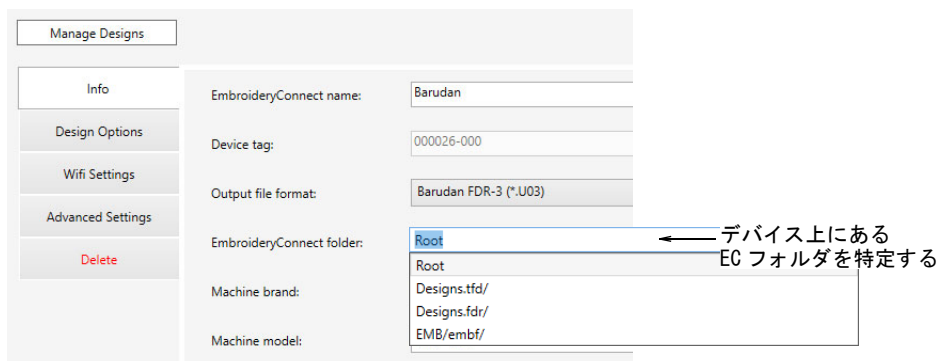 Manage Designs
Info
Design Options
Wifi Settings
Advanced Settings
Delete
EmbroideryConnect name:
Barudan
Device tag:
000026-000
Output file format:
Barudan FDR-3 (*.U03)
EmbroideryConnect folder:
Root
Root
Designs.tfd/
Designs.fdr/
EMB/embf/
Machine brand:
Machine model:
デバイス上にある
EC フォルダを特定する